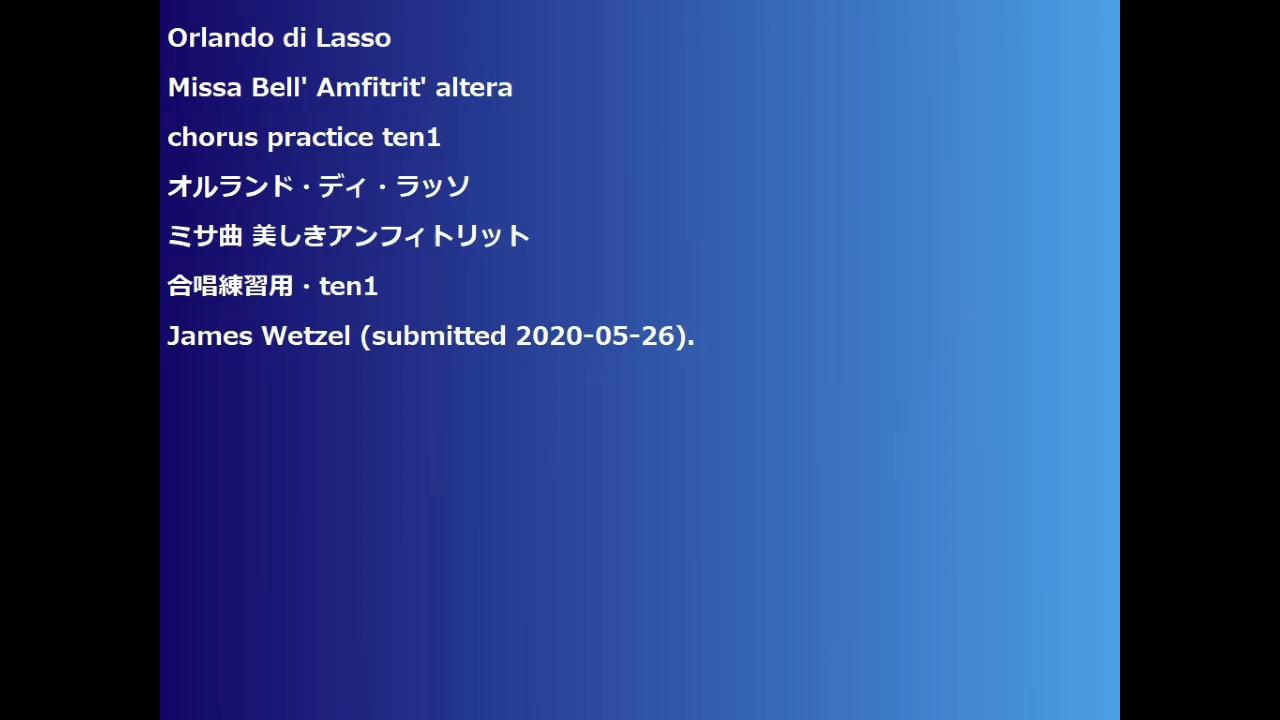 Orlando di Lasso
Missa Bell' Amfitrit' altera
chorus practice ten1
オルランド・ディ・ラッソ
ミサ曲 美しきアンフィトリット
合唱練習用・ten1
James Wetzel (submitted 2020-05-26).